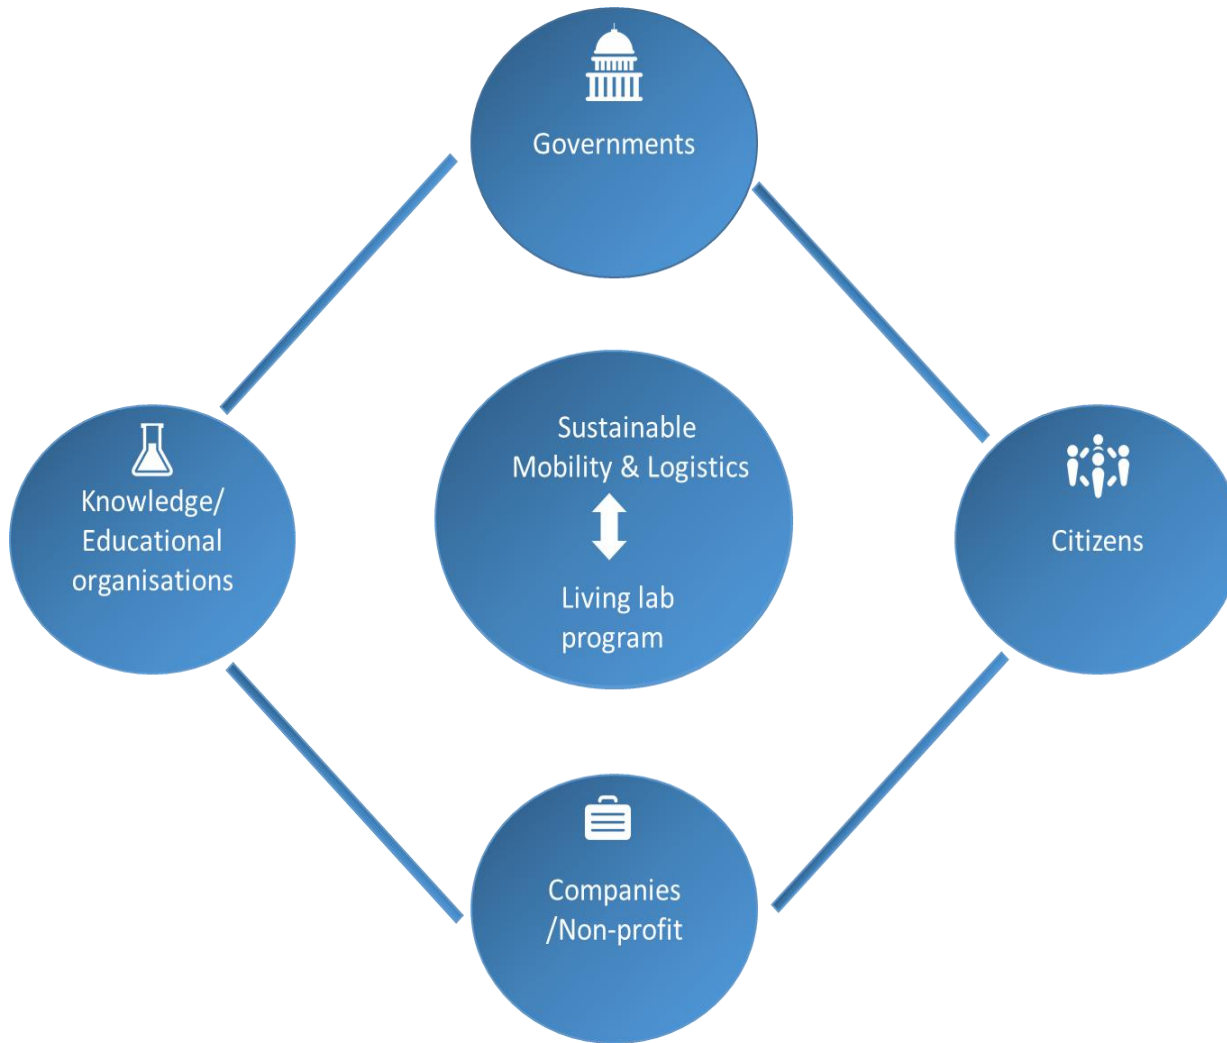 Governments
Sustainable
Mobility & Logistics
Living lab
program
Knowledge/
Educational
organisations
Citizens
Companies
/Non-profit